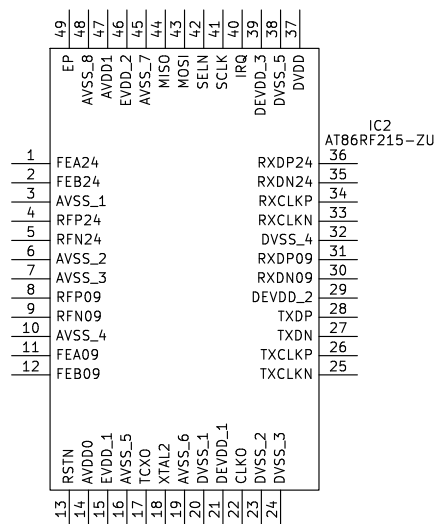 49 48 47 46 45 44 43 42 41 40 39 38 37
EP AVSS_8 AVDD1 EVDD_2 AVSS_7 MISO MOSI SELN SCLK IRQ DEVDD_3 DVSS_5 DVDD
IC2
AT86RF215-ZU
1 FEA24 RXDP24 36
2 FEB24 RXDN24 35
3 AVSS_1 RXCLKP 34
4 RFP24 RXCLKN 33
5 RFN24 DVSS_4 32
6 AVSS_2 RXDP09 31
7 AVSS_3 RXDN09 30
8 RFP09 DEVDD_2 29
9 RFN09 TXDP 28
10 AVSS_4 TXDN 27
11 FEA09 TXCLKP 26
12 FEB09 TXCLKN 25
RSTN AVDD0 EVDD_1 AVSS_5 TCXO XTAL2 AVSS_6 DVSS_1 DEVDD_1 CLKO DVSS_2 DVSS_3
13 14 15 16 17 18 19 20 21 22 23 24